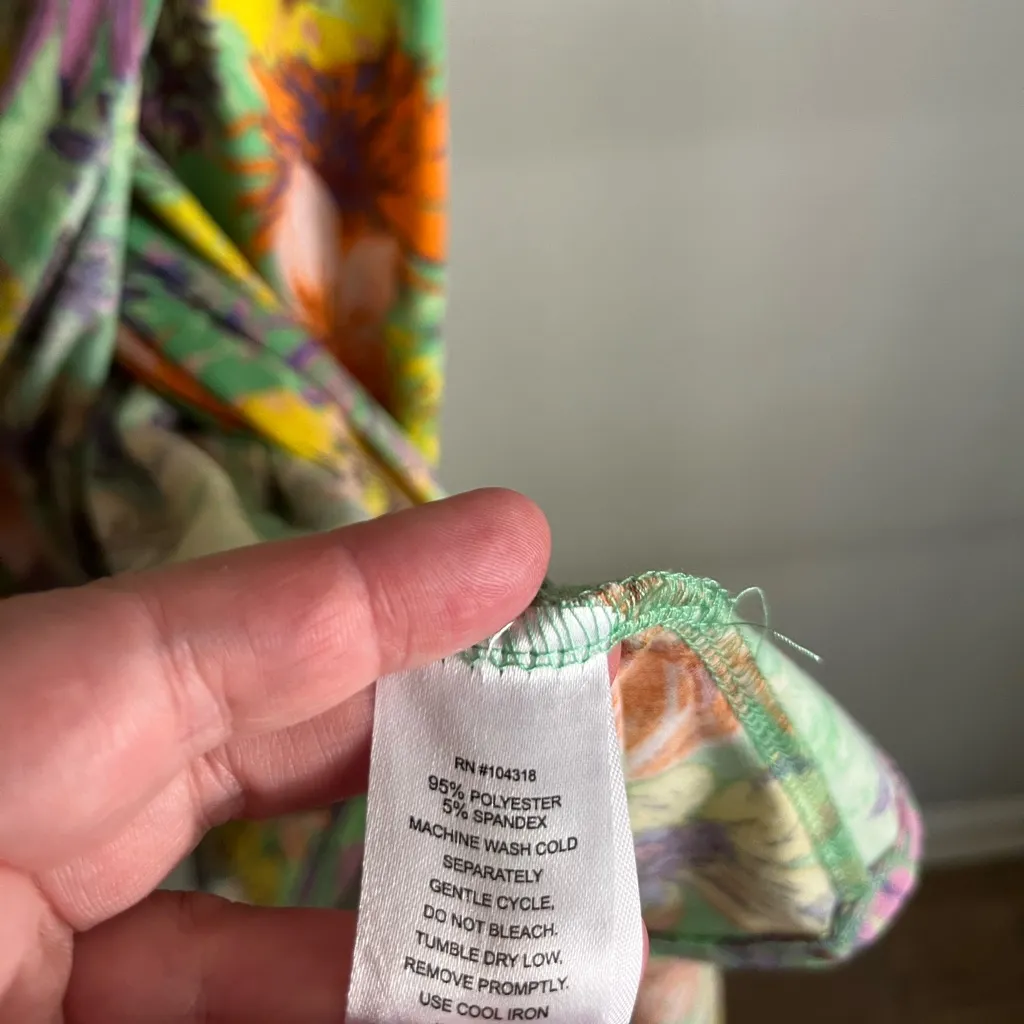 RN #104318
95% POLYESTER
5% SPANDEX
MACHINE WASH COLD
SEPARATELY
GENTLE CYCLE,
DO NOT BLEACH.
TUMBLE DRY LOW,
REMOVE PROMPTLY.
USE COOL IRON